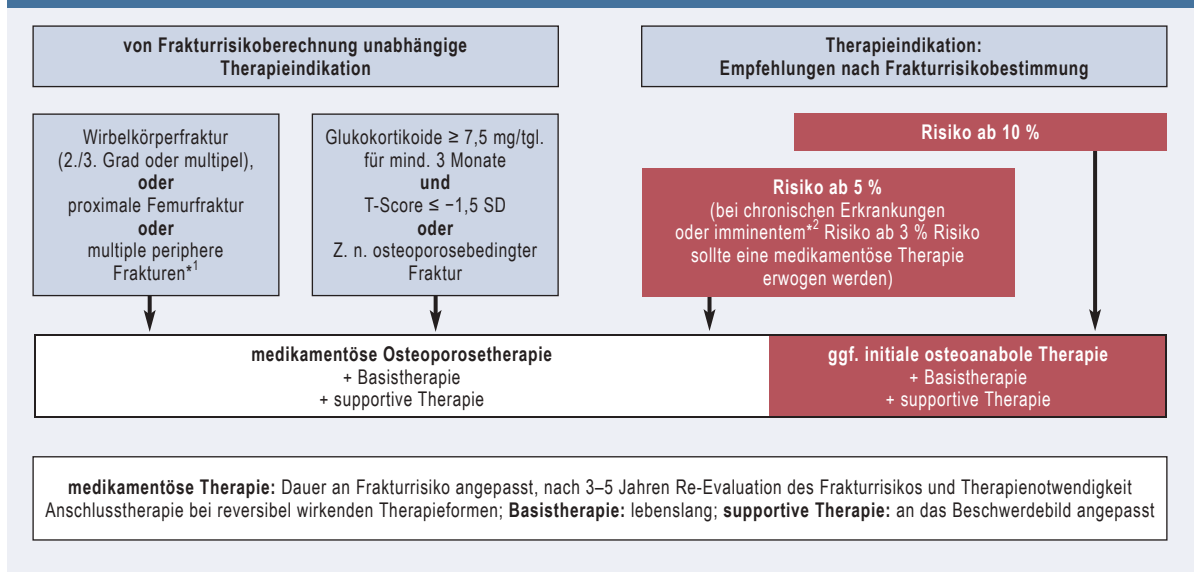 von Frakturrisikoberechnung unabhängige
Therapieindikation
Therapieindikation:
Empfehlungen nach Frakturrisikobestimmung
Wirbelkörperfraktur
(2./3. Grad oder multipel),
oder
proximale Femurfraktur
oder
multiple periphere
Frakturen*1
Glukokortikoide ≥ 7,5 mg/tgl.
für mind. 3 Monate
und
T-Score ≤ −1,5 SD
oder
Z. n. osteoporosebedingter
Fraktur
Risiko ab 10 %
Risiko ab 5 %
(bei chronischen Erkrankungen
oder imminentem*2 Risiko ab 3 % Risiko
sollte eine medikamentöse Therapie
erwogen werden)
medikamentöse Osteoporosetherapie
+ Basistherapie
+ supportive Therapie
ggf. initiale osteoanabole Therapie
+ Basistherapie
+ supportive Therapie
medikamentöse Therapie: Dauer an Frakturrisiko angepasst, nach 3–5 Jahren Re-Evaluation des Frakturrisikos und Therapienotwendigkeit
Anschlusstherapie bei reversibel wirkenden Therapieformen; Basistherapie: lebenslang; supportive Therapie: an das Beschwerdebild angepasst